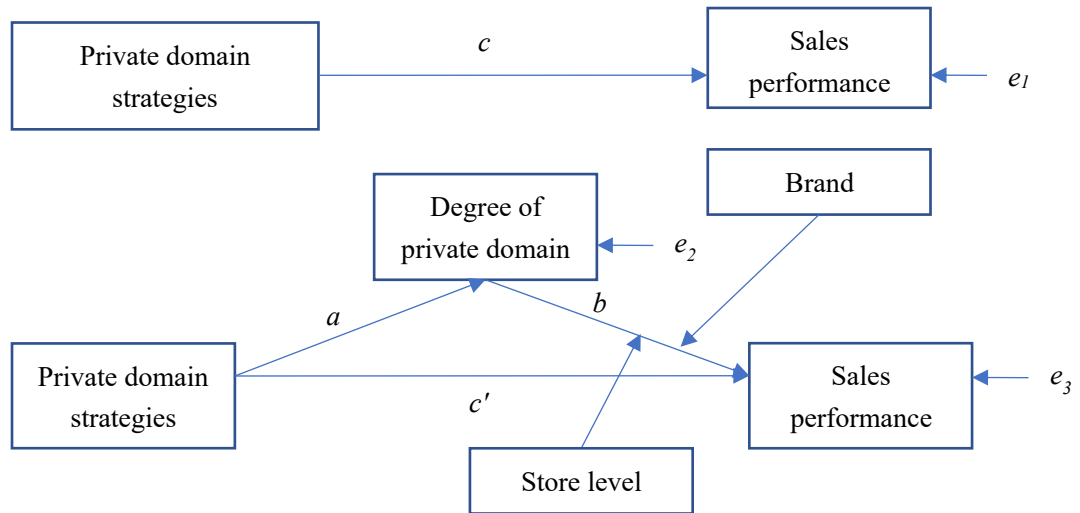 Private domain
strategies
c
Sales
performance
e₁
Brand
Degree of
private domain
e₂
a
b
Private domain
strategies
c′
Sales
performance
e₃
Store level